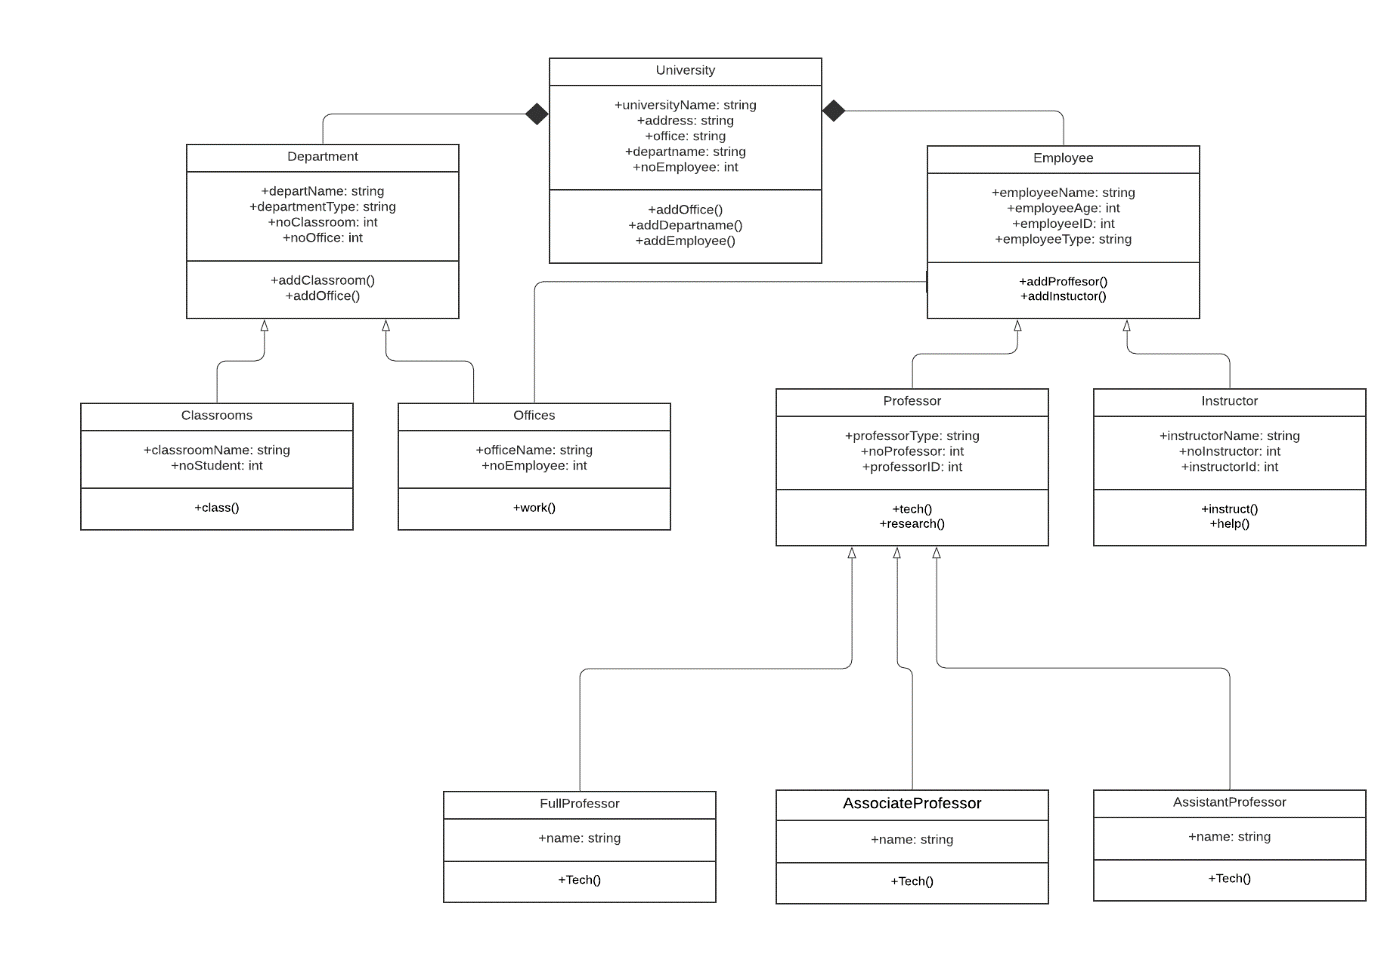 University
+universityName: string
+address: string
+office: string
+departname: string
+noEmployee: int
+addOffice()
+addDepartname()
+addEmployee()
Department
+departName: string
+departmentType: string
+noClassroom: int
+noOffice: int
+addClassroom()
+addOffice()
Employee
+employeeName: string
+employeeAge: int
+employeeID: int
+employeeType: string
+addProffesor()
+addInstuctor()
Classrooms
+classroomName: string
+noStudent: int
+class()
Offices
+officeName: string
+noEmployee: int
+work()
Professor
+professorType: string
+noProfessor: int
+professorID: int
+tech()
+research()
Instructor
+instructorName: string
+noInstructor: int
+instructorId: int
+instruct()
+help()
FullProfessor
+name: string
+Tech()
AssociateProfessor
+name: string
+Tech()
AssistantProfessor
+name: string
+Tech()